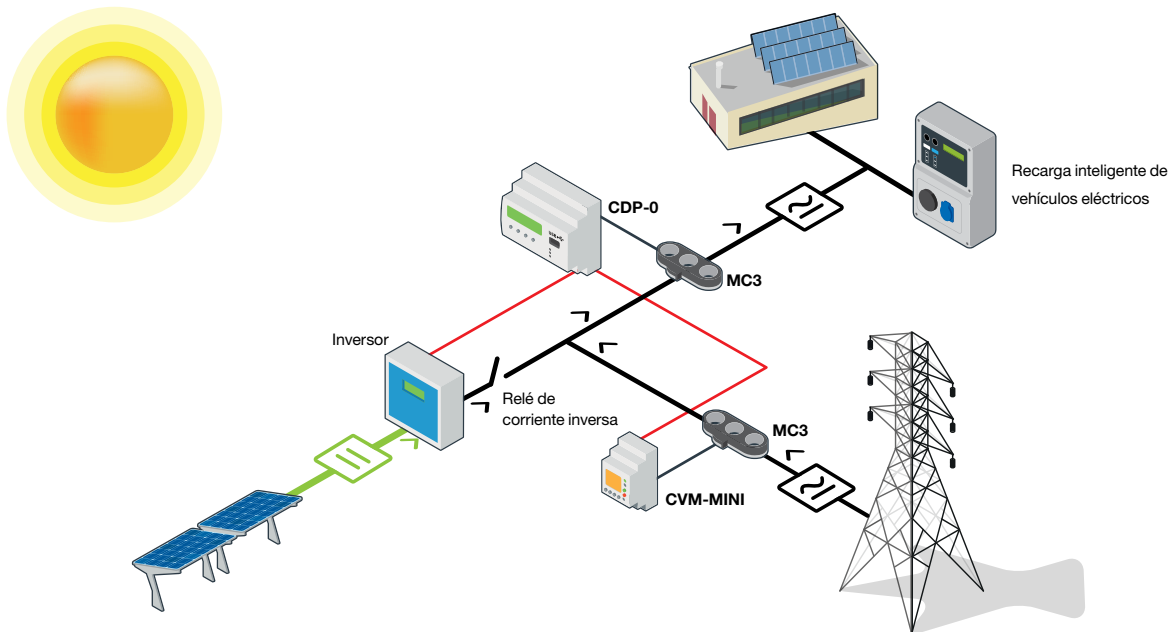 Recarga inteligente de
vehículos eléctricos
CDP-0
MC3
Inversor
Relé de
corriente inversa
MC3
CVM-MINI